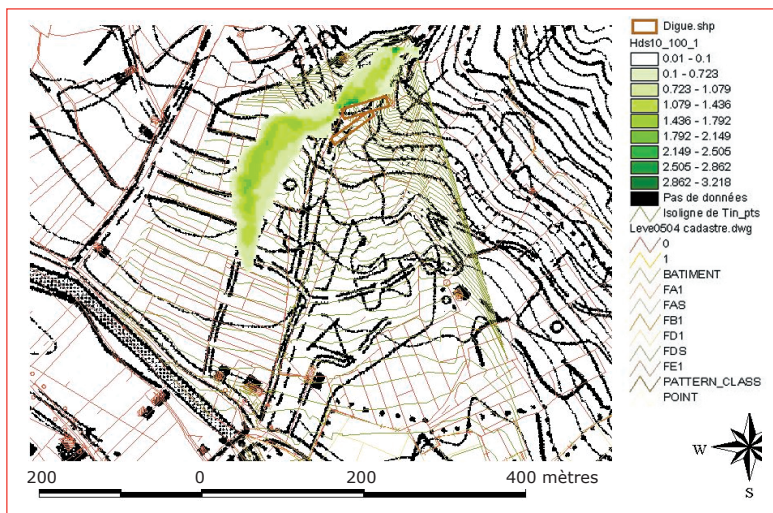 Digue.shp
Hds10_100_1
0.01 - 0.1
0.1 - 0.723
0.723 - 1.079
1.079 - 1.436
1.436 - 1.792
1.792 - 2.149
2.149 - 2.505
2.505 - 2.862
2.862 - 3.218
Pas de données
Isoligne de Tin_pts
Leve0504 cadastre.dwg
0
1
BATIMENT
FA1
FAS
FB1
FD1
FDS
FE1
PATTERN_CLASS
POINT
W
S
200 0 200 400 mètres